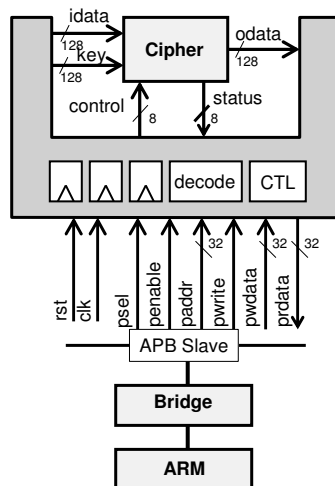 idata
128
key
128
Cipher
odata
128
control
8
status
8
decode
CTL
32
32
32
rst
clk
psel
penable
paddr
pwrite
pwdata
prdata
APB Slave
Bridge
ARM